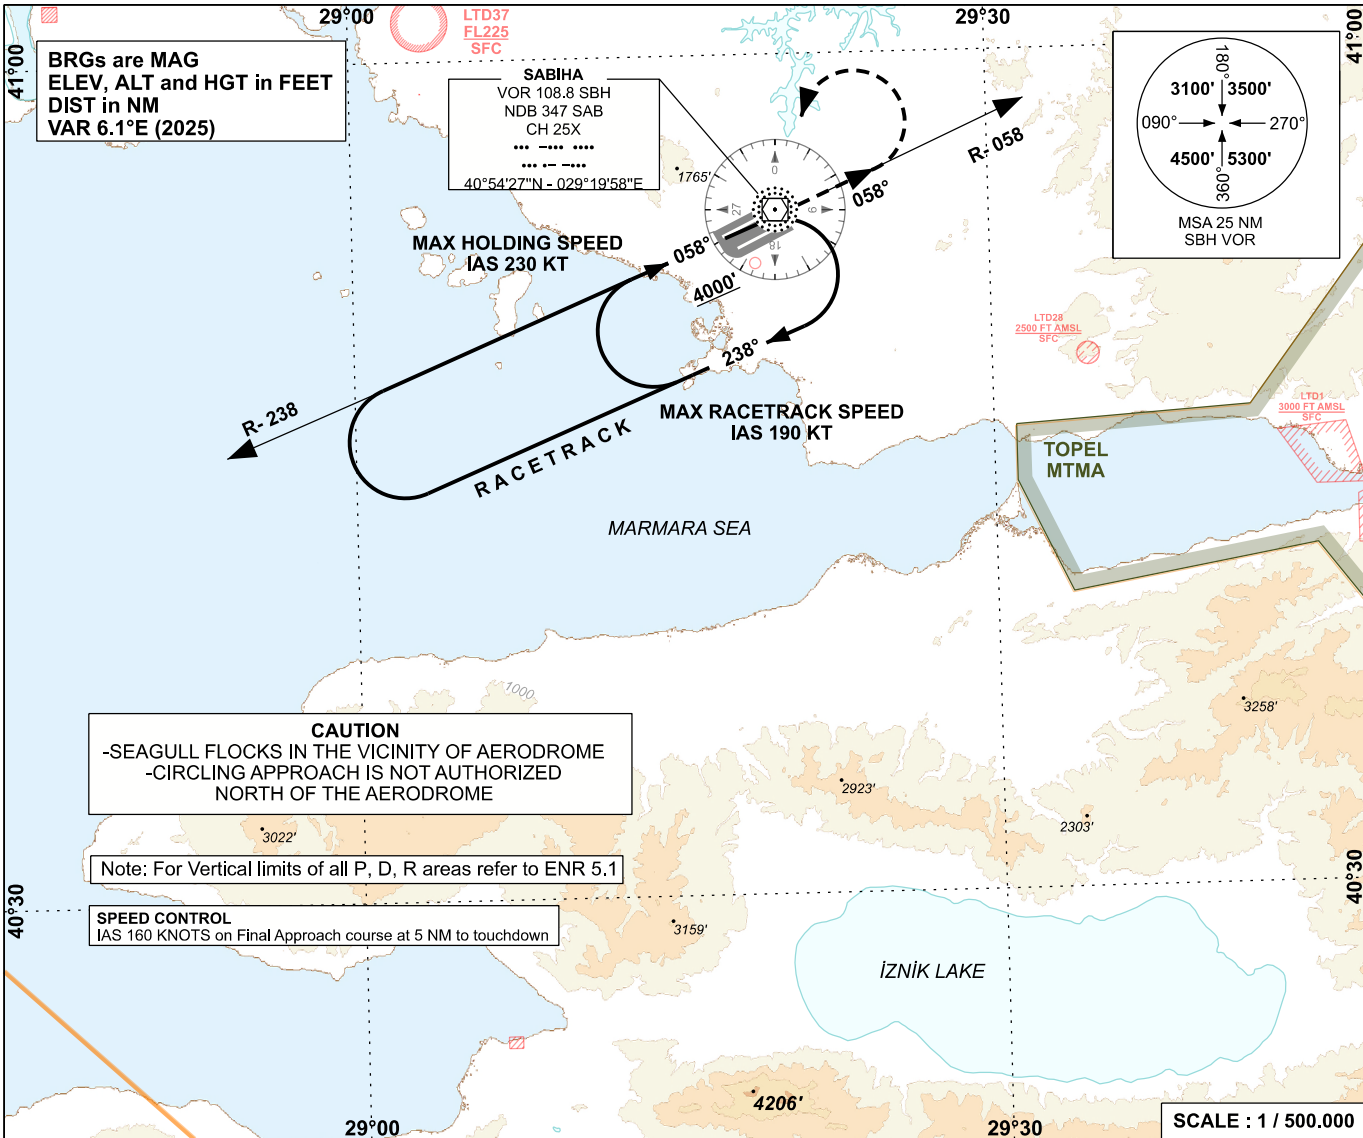 29°00'
29°30'
41°00'
41°00'
LTD37
FL225
SFC
BRGs are MAG
ELEV, ALT and HGT in FEET
DIST in NM
VAR 6.1°E (2025)
SABIHA
VOR 108.8 SBH
NDB 347 SAB
CH 25X
40°54'27"N - 029°19'58"E
180°
3100' 3500'
090° 270°
4500' 5300'
360°
MSA 25 NM
SBH VOR
R- 058
1765'
0
27
9
18
058°
MAX HOLDING SPEED
IAS 230 KT
058°
4000'
238°
LTD28
2500 FT AMSL
SFC
R- 238
MAX RACETRACK SPEED
IAS 190 KT
RACETRACK
LTD1
3000 FT AMSL
SFC
TOPEL
MTMA
MARMARA SEA
1000
3258'
CAUTION
-SEAGULL FLOCKS IN THE VICINITY OF AERODROME
-CIRCLING APPROACH IS NOT AUTHORIZED
NORTH OF THE AERODROME
2923'
2303'
3022'
Note: For Vertical limits of all P, D, R areas refer to ENR 5.1
40°30'
40°30'
SPEED CONTROL
IAS 160 KNOTS on Final Approach course at 5 NM to touchdown
3159'
İZNİK LAKE
4206'
29°00'
29°30'
SCALE : 1 / 500.000